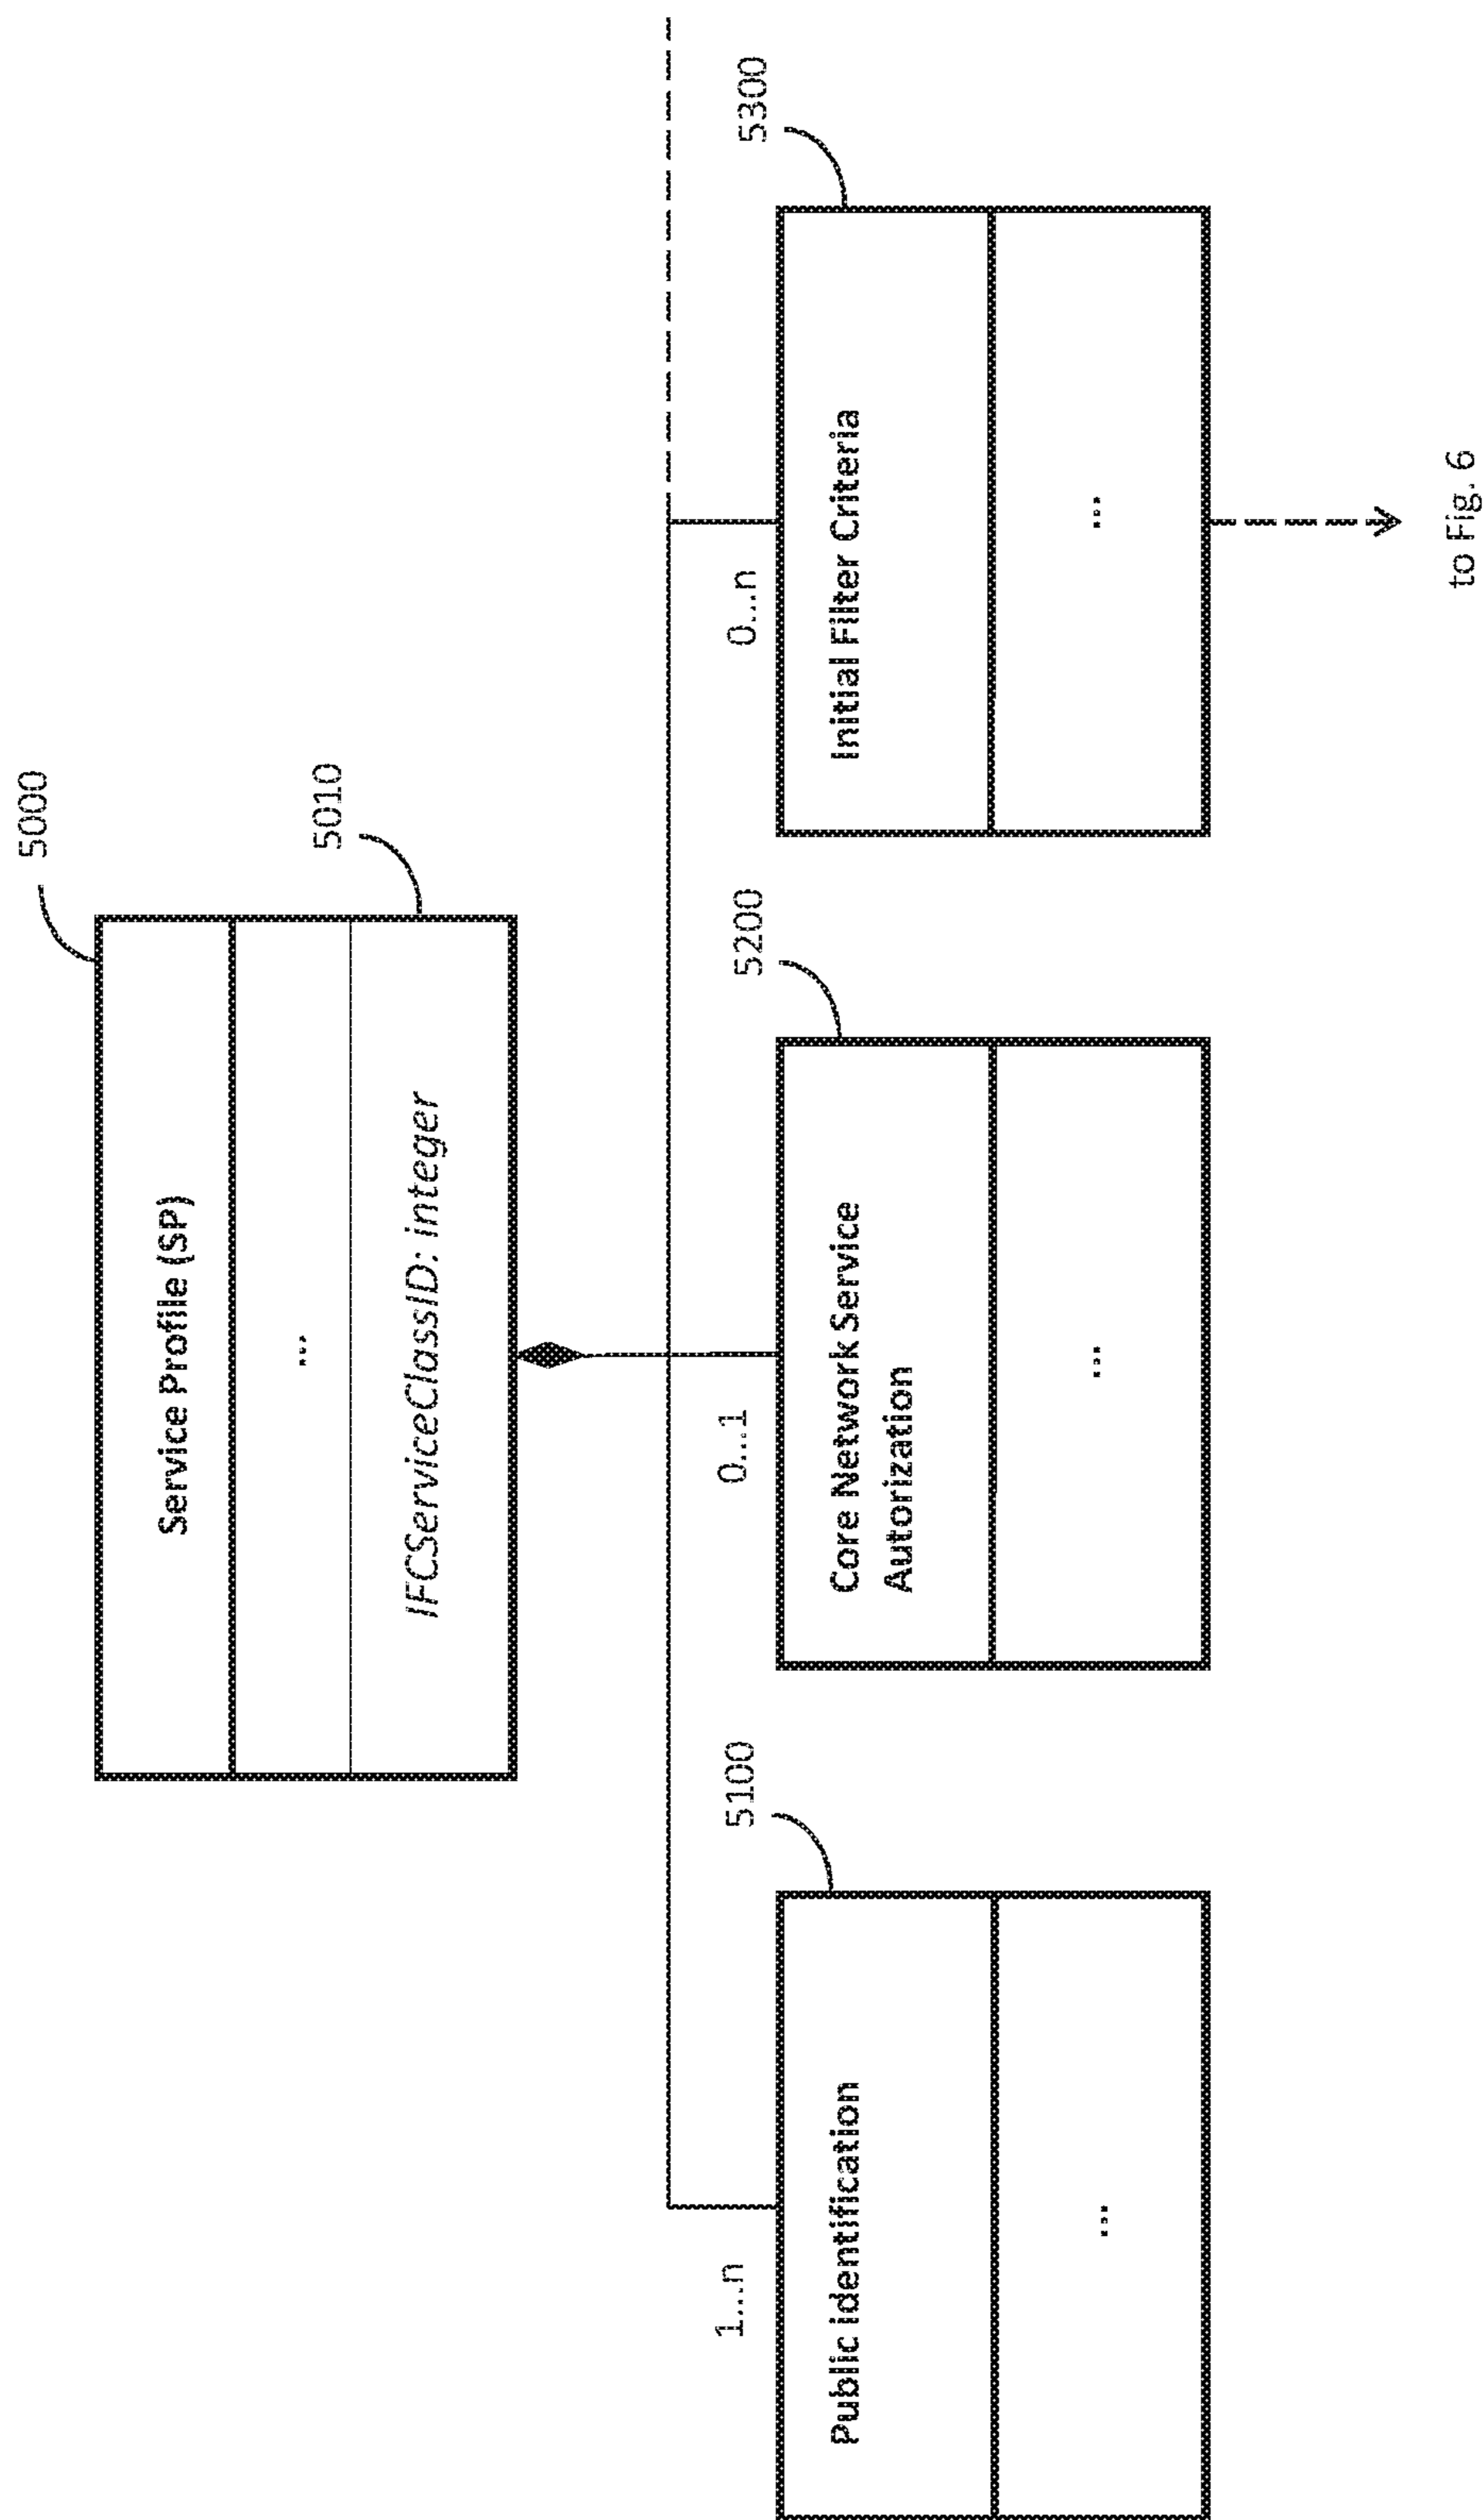 5000
Service Profile (SP)
...
5010
IFCServiceClassID: integer
1...n
5100
Public Identification
...
0...1
5200
Core Network Service
Autorization
...
0...n
5300
Initial Filter Criteria
...
to Fig. 6